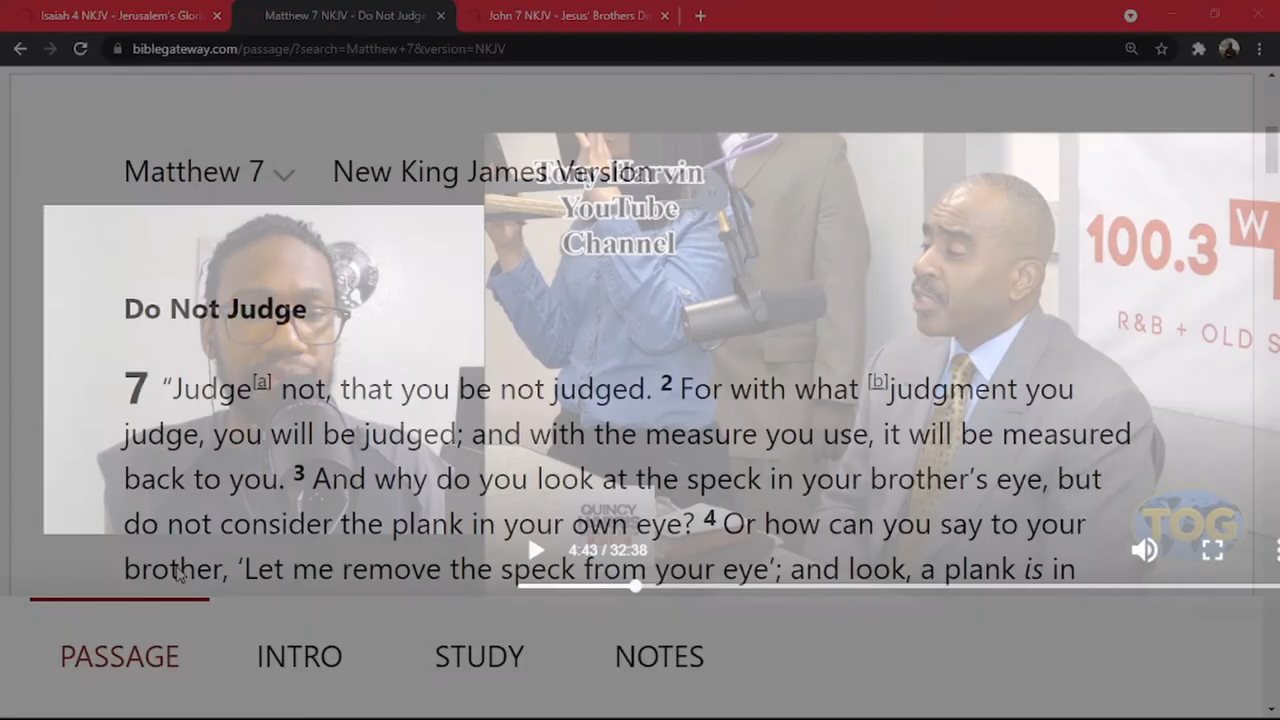 Isaiah 4 NKJV - Jerusalem's Glori
Matthew 7 NKJV - Do Not Judge
John 7 NKJV - Jesus' Brothers Di
biblegateway.com/passage/?search=Matthew+7&version=NKJV
Matthew 7
New King James Version
Harvin
YouTube
Channel
100.3
W
R&B + OLD S
Do Not Judge
7 “Judge[a] not, that you be not judged. 2 For with what [b]judgment you
judge, you will be judged; and with the measure you use, it will be measured
back to you. 3 And why do you look at the speck in your brother’s eye, but
do not consider the plank in your own eye? 4 Or how can you say to your
brother, ‘Let me remove the speck from your eye’; and look, a plank is in
QUINCY
TOG
4:43 / 32:38
PASSAGE
INTRO
STUDY
NOTES